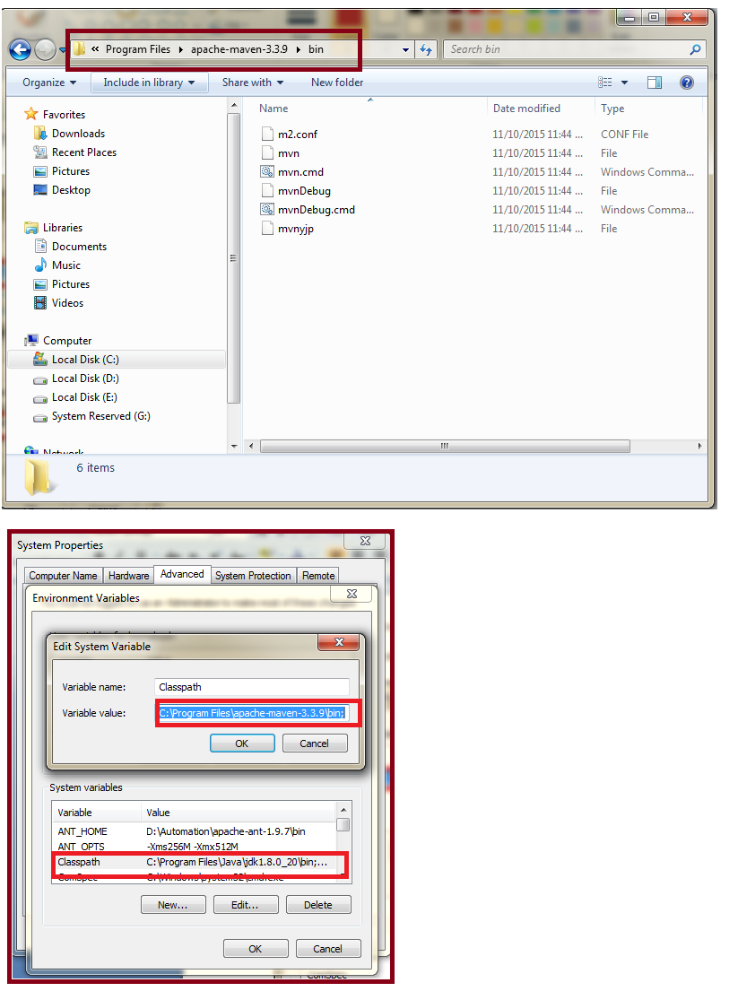 « Program Files ▸ apache-maven-3.3.9 ▸ bin
Search bin
Organize Include in library Share with New folder
Name Date modified Type
Favorites
Downloads
Recent Places
Pictures
Desktop
Libraries
Documents
Music
Pictures
Videos
Computer
Local Disk (C:)
Local Disk (D:)
Local Disk (E:)
System Reserved (G:)
Network
m2.conf 11/10/2015 11:44 ... CONF File
mvn 11/10/2015 11:44 ... File
mvn.cmd 11/10/2015 11:44 ... Windows Comma...
mvnDebug 11/10/2015 11:44 ... File
mvnDebug.cmd 11/10/2015 11:44 ... Windows Comma...
mvnyjp 11/10/2015 11:44 ... File
6 items
System Properties
Computer Name Hardware Advanced System Protection Remote
Environment Variables
Edit System Variable
Variable name: Classpath
Variable value: C:\Program Files\apache-maven-3.3.9\bin;
OK Cancel
System variables
Variable Value
ANT_HOME D:\Automation\apache-ant-1.9.7\bin
ANT_OPTS -Xms256M -Xmx512M
Classpath C:\Program Files\Java\jdk1.8.0_20\bin;...
ComSpec C:\Windows\system32\cmd.exe
New... Edit... Delete
OK Cancel
ComSpec